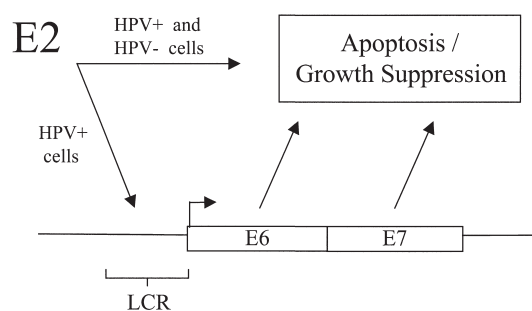 E2
HPV+ and
HPV- cells
Apoptosis /
Growth Suppression
HPV+
cells
E6
E7
LCR